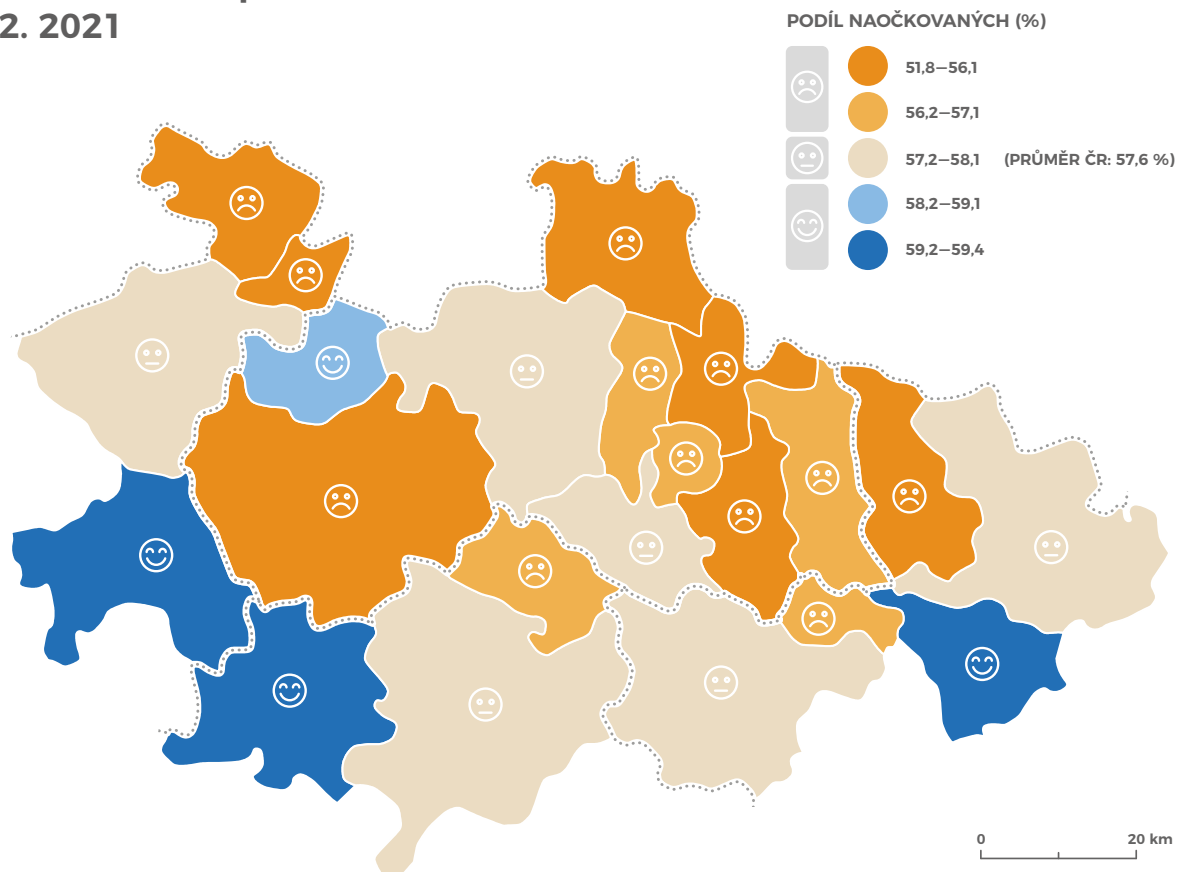 2. 2021
PODÍL NAOČKOVANÝCH (%)
51,8–56,1
56,2–57,1
57,2–58,1 (PRŮMĚR ČR: 57,6 %)
58,2–59,1
59,2–59,4
0 20 km